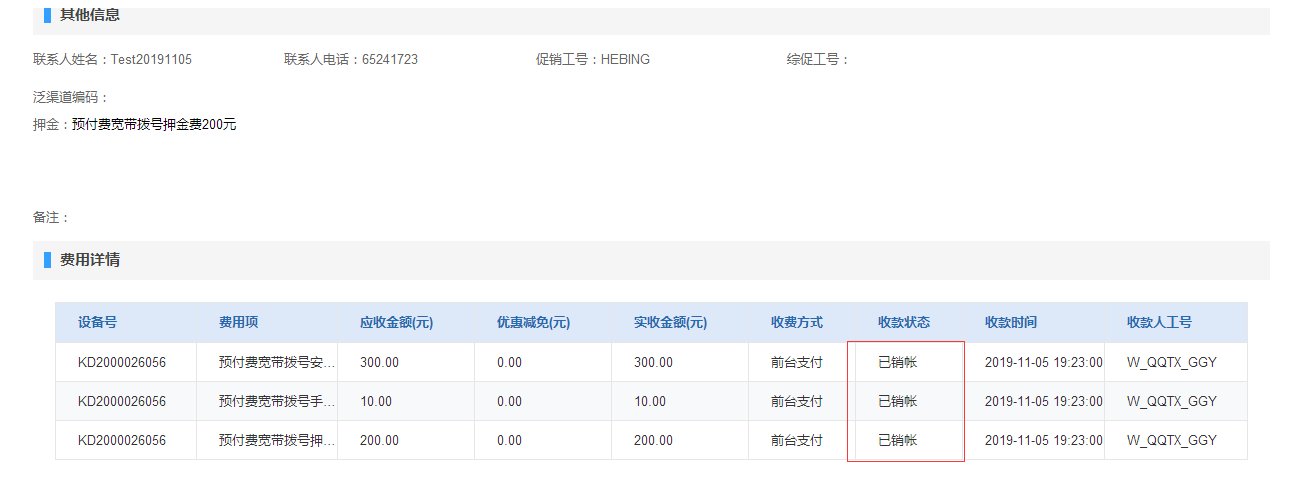 其他信息
联系人姓名：Test20191105 联系人电话：65241723 促销工号：HEBING 综促工号：
泛渠道编码：
押金：预付费宽带拨号押金费200元
备注：
费用详情
设备号 费用项 应收金额(元) 优惠减免(元) 实收金额(元) 收费方式 收款状态 收款时间 收款人工号
KD2000026056 预付费宽带拨号安... 300.00 0.00 300.00 前台支付 已销帐 2019-11-05 19:23:00 W_QQTX_GGY
KD2000026056 预付费宽带拨号手... 10.00 0.00 10.00 前台支付 已销帐 2019-11-05 19:23:00 W_QQTX_GGY
KD2000026056 预付费宽带拨号押... 200.00 0.00 200.00 前台支付 已销帐 2019-11-05 19:23:00 W_QQTX_GGY